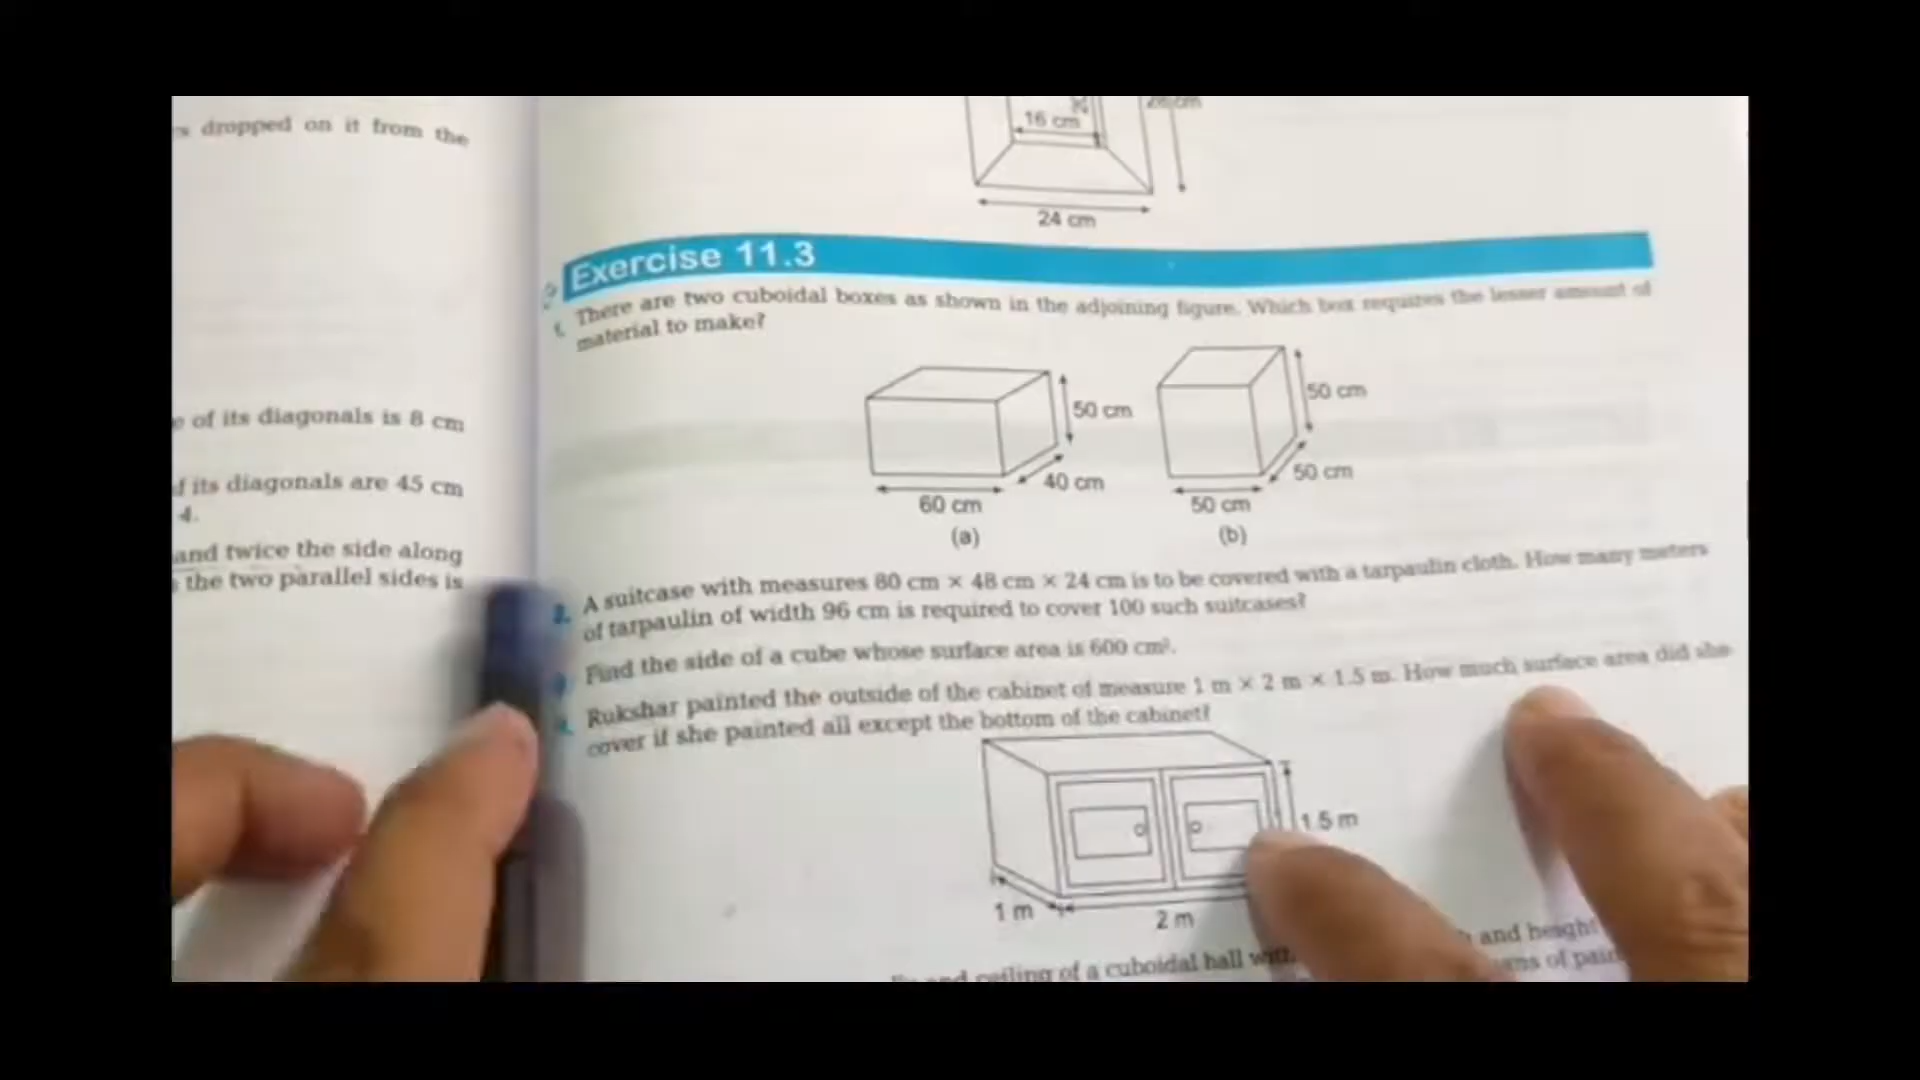 dropped on it from the
of its diagonals is 8 cm
f its diagonals are 45 cm
4.
and twice the side along
the two parallel sides is
16 cm
28 cm
24 cm
Exercise 11.3
1. There are two cuboidal boxes as shown in the adjoining figure. Which box requires the lesser amount of
material to make?
50 cm
40 cm
60 cm
(a)
50 cm
50 cm
50 cm
(b)
2. A suitcase with measures 80 cm × 48 cm × 24 cm is to be covered with a tarpaulin cloth. How many meters
of tarpaulin of width 96 cm is required to cover 100 such suitcases?
Find the side of a cube whose surface area is 600 cm².
4. Rukshar painted the outside of the cabinet of measure 1 m × 2 m × 1.5 m. How much surface area did she
cover if she painted all except the bottom of the cabinet?
1.5 m
1 m
2 m
and ceiling of a cuboidal hall with
and height
of paint